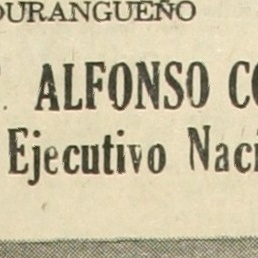 DURANGUEÑO
. ALFONSO CO
Ejecutivo Naci